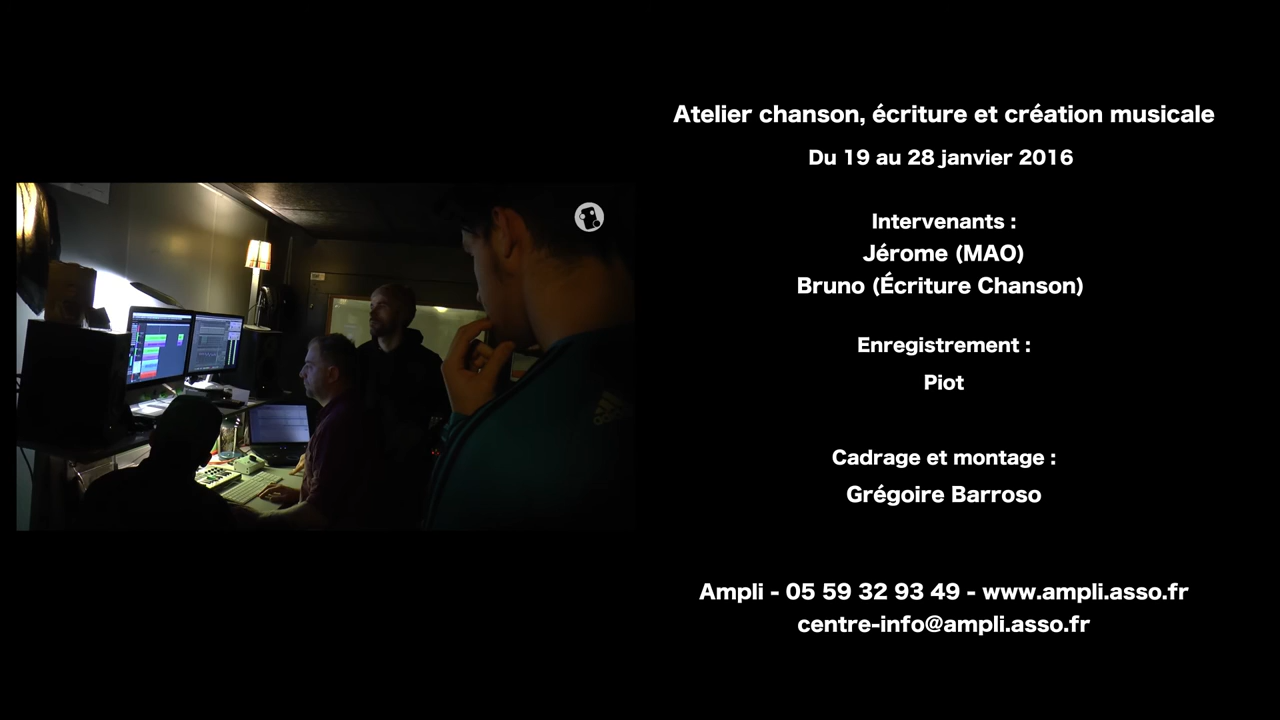 Atelier chanson, écriture et création musicale
Du 19 au 28 janvier 2016
Intervenants :
Jérome (MAO)
Bruno (Écriture Chanson)
Enregistrement :
Piot
Cadrage et montage :
Grégoire Barroso
Ampli - 05 59 32 93 49 - www.ampli.asso.fr
centre-info@ampli.asso.fr